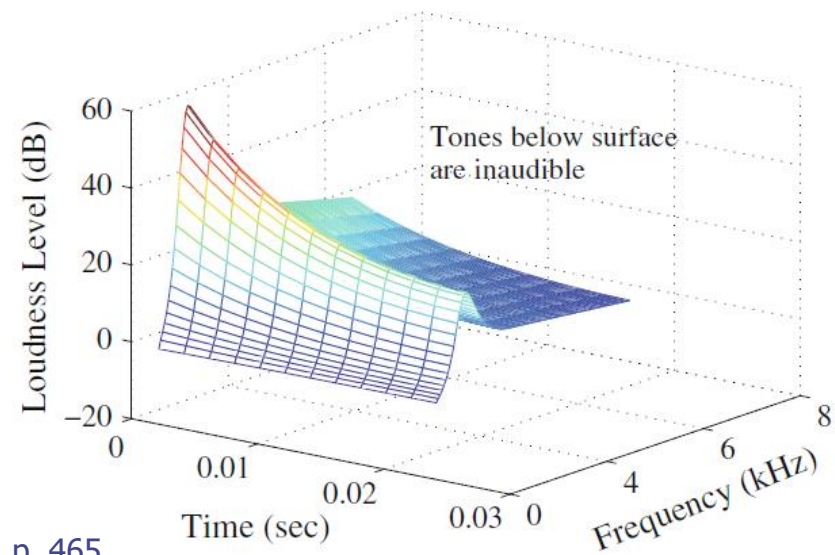 60
40
20
0
−20
Loudness Level (dB)
Tones below surface
are inaudible
0
0.01
0.02
0.03
Time (sec)
0
4
6
8
Frequency (kHz)
p. 465